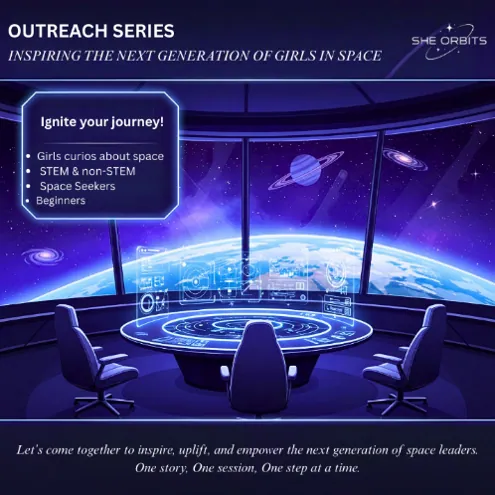 OUTREACH SERIES
INSPIRING THE NEXT GENERATION OF GIRLS IN SPACE
SHE ORBITS
Ignite your journey!
• Girls curios about space
• STEM & non-STEM
• Space Seekers
• Beginners
Let's come together to inspire, uplift, and empower the next generation of space leaders.
One story, One session, One step at a time.